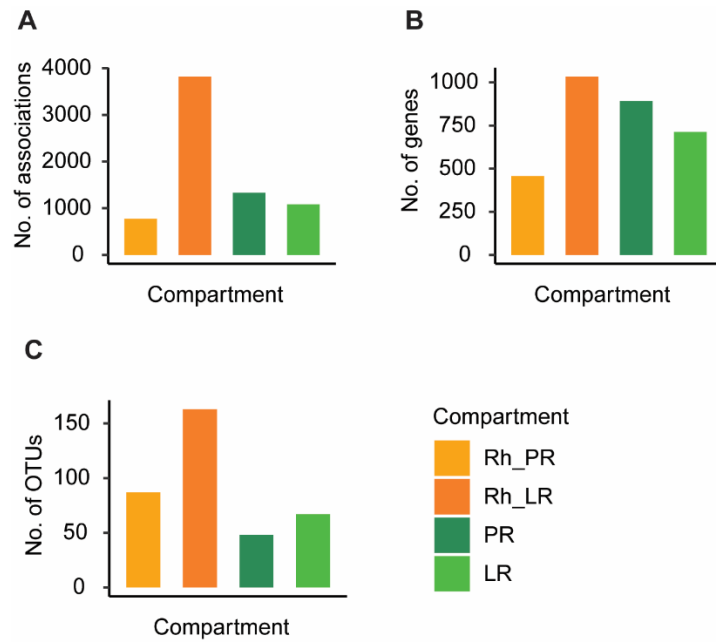 A
No. of associations
4000
3000
2000
1000
0
Compartment
B
No. of genes
1000
750
500
250
0
Compartment
C
No. of OTUs
150
100
50
0
Compartment
Compartment
Rh_PR
Rh_LR
PR
LR